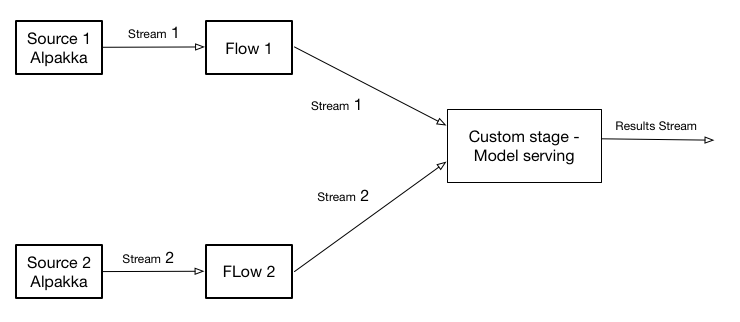 Source 1
Alpakka
Stream 1
Flow 1
Stream 1
Custom stage -
Model serving
Results Stream
Stream 2
Source 2
Alpakka
Stream 2
FLow 2